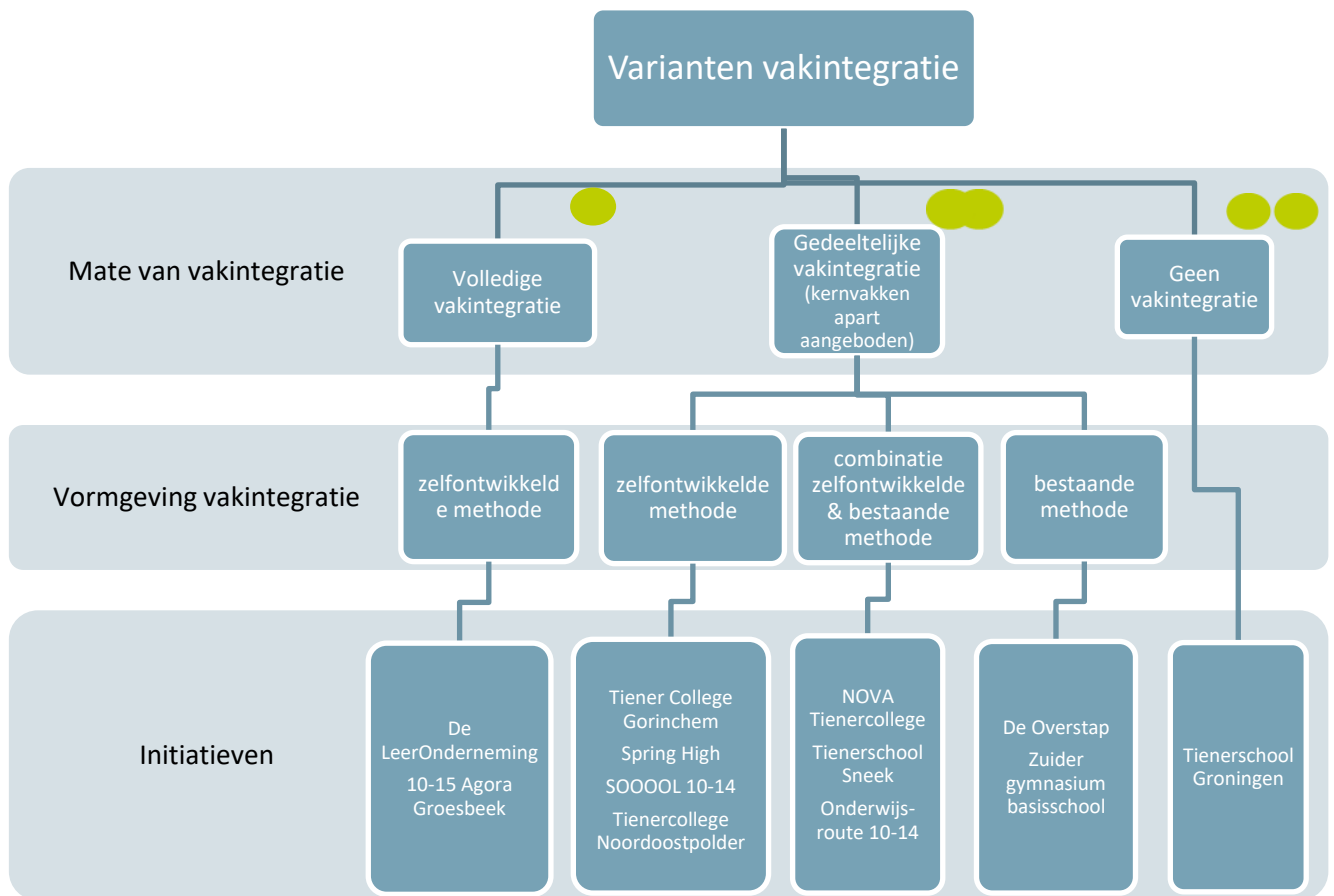 Varianten vakintegratie
Mate van vakintegratie
Volledige
vakintegratie
Gedeeltelijke
vakintegratie
(kernvakken
apart
aangeboden)
Geen
vakintegratie
Vormgeving vakintegratie
zelfontwikkeld
e methode
zelfontwikkelde
methode
combinatie
zelfontwikkelde
& bestaande
methode
bestaande
methode
Initiatieven
De
LeerOnderneming
10-15 Agora
Groesbeek
Tiener College
Gorinchem
Spring High
SOOOOL 10-14
Tienercollege
Noordoostpolder
NOVA
Tienercollege
Tienerschool
Sneek
Onderwijs-
route 10-14
De Overstap
Zuider
gymnasium
basisschool
Tienerschool
Groningen